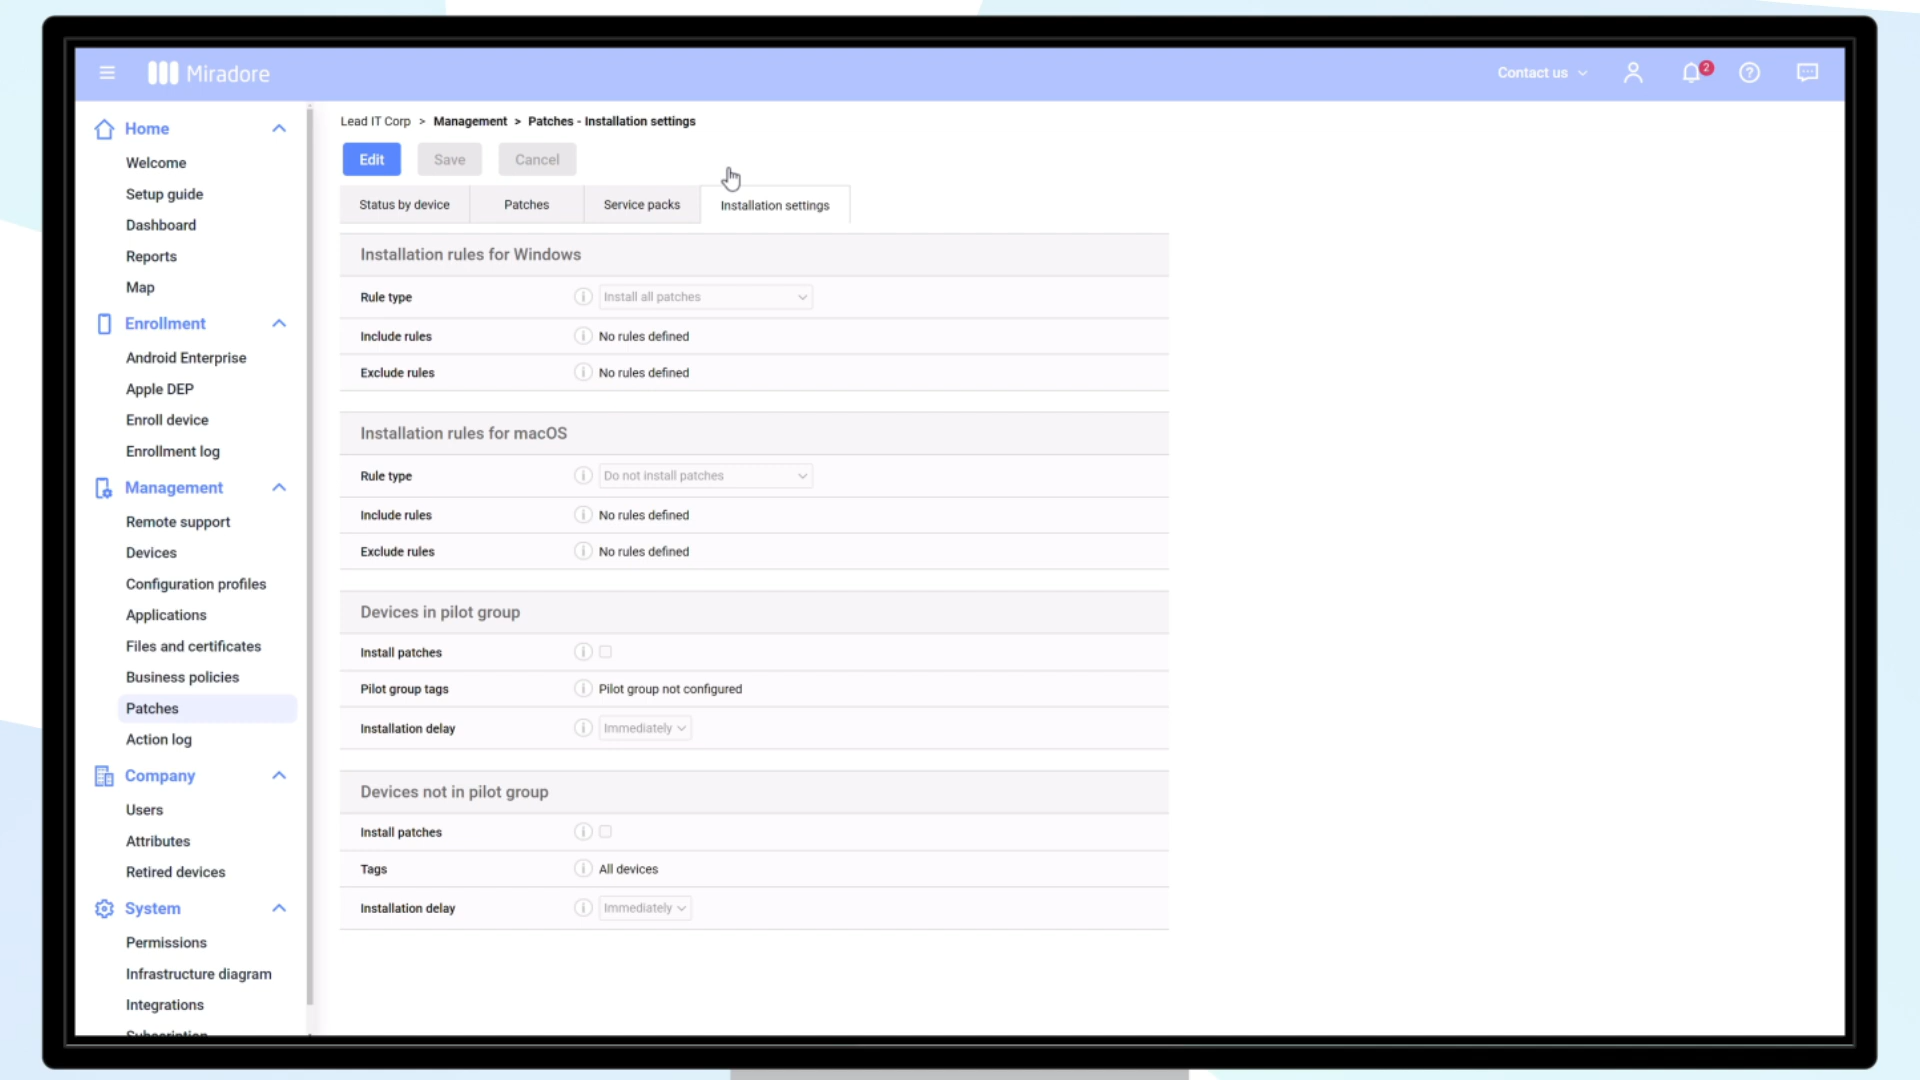 Miradore
Contact us
2
Home
Welcome
Setup guide
Dashboard
Reports
Map
Enrollment
Android Enterprise
Apple DEP
Enroll device
Enrollment log
Management
Remote support
Devices
Configuration profiles
Applications
Files and certificates
Business policies
Patches
Action log
Company
Users
Attributes
Retired devices
System
Permissions
Infrastructure diagram
Integrations
Subscription
Lead IT Corp > Management > Patches - Installation settings
Edit Save Cancel
Status by device Patches Service packs Installation settings
Installation rules for Windows
Rule type Install all patches
Include rules No rules defined
Exclude rules No rules defined
Installation rules for macOS
Rule type Do not install patches
Include rules No rules defined
Exclude rules No rules defined
Devices in pilot group
Install patches
Pilot group tags Pilot group not configured
Installation delay Immediately
Devices not in pilot group
Install patches
Tags All devices
Installation delay Immediately